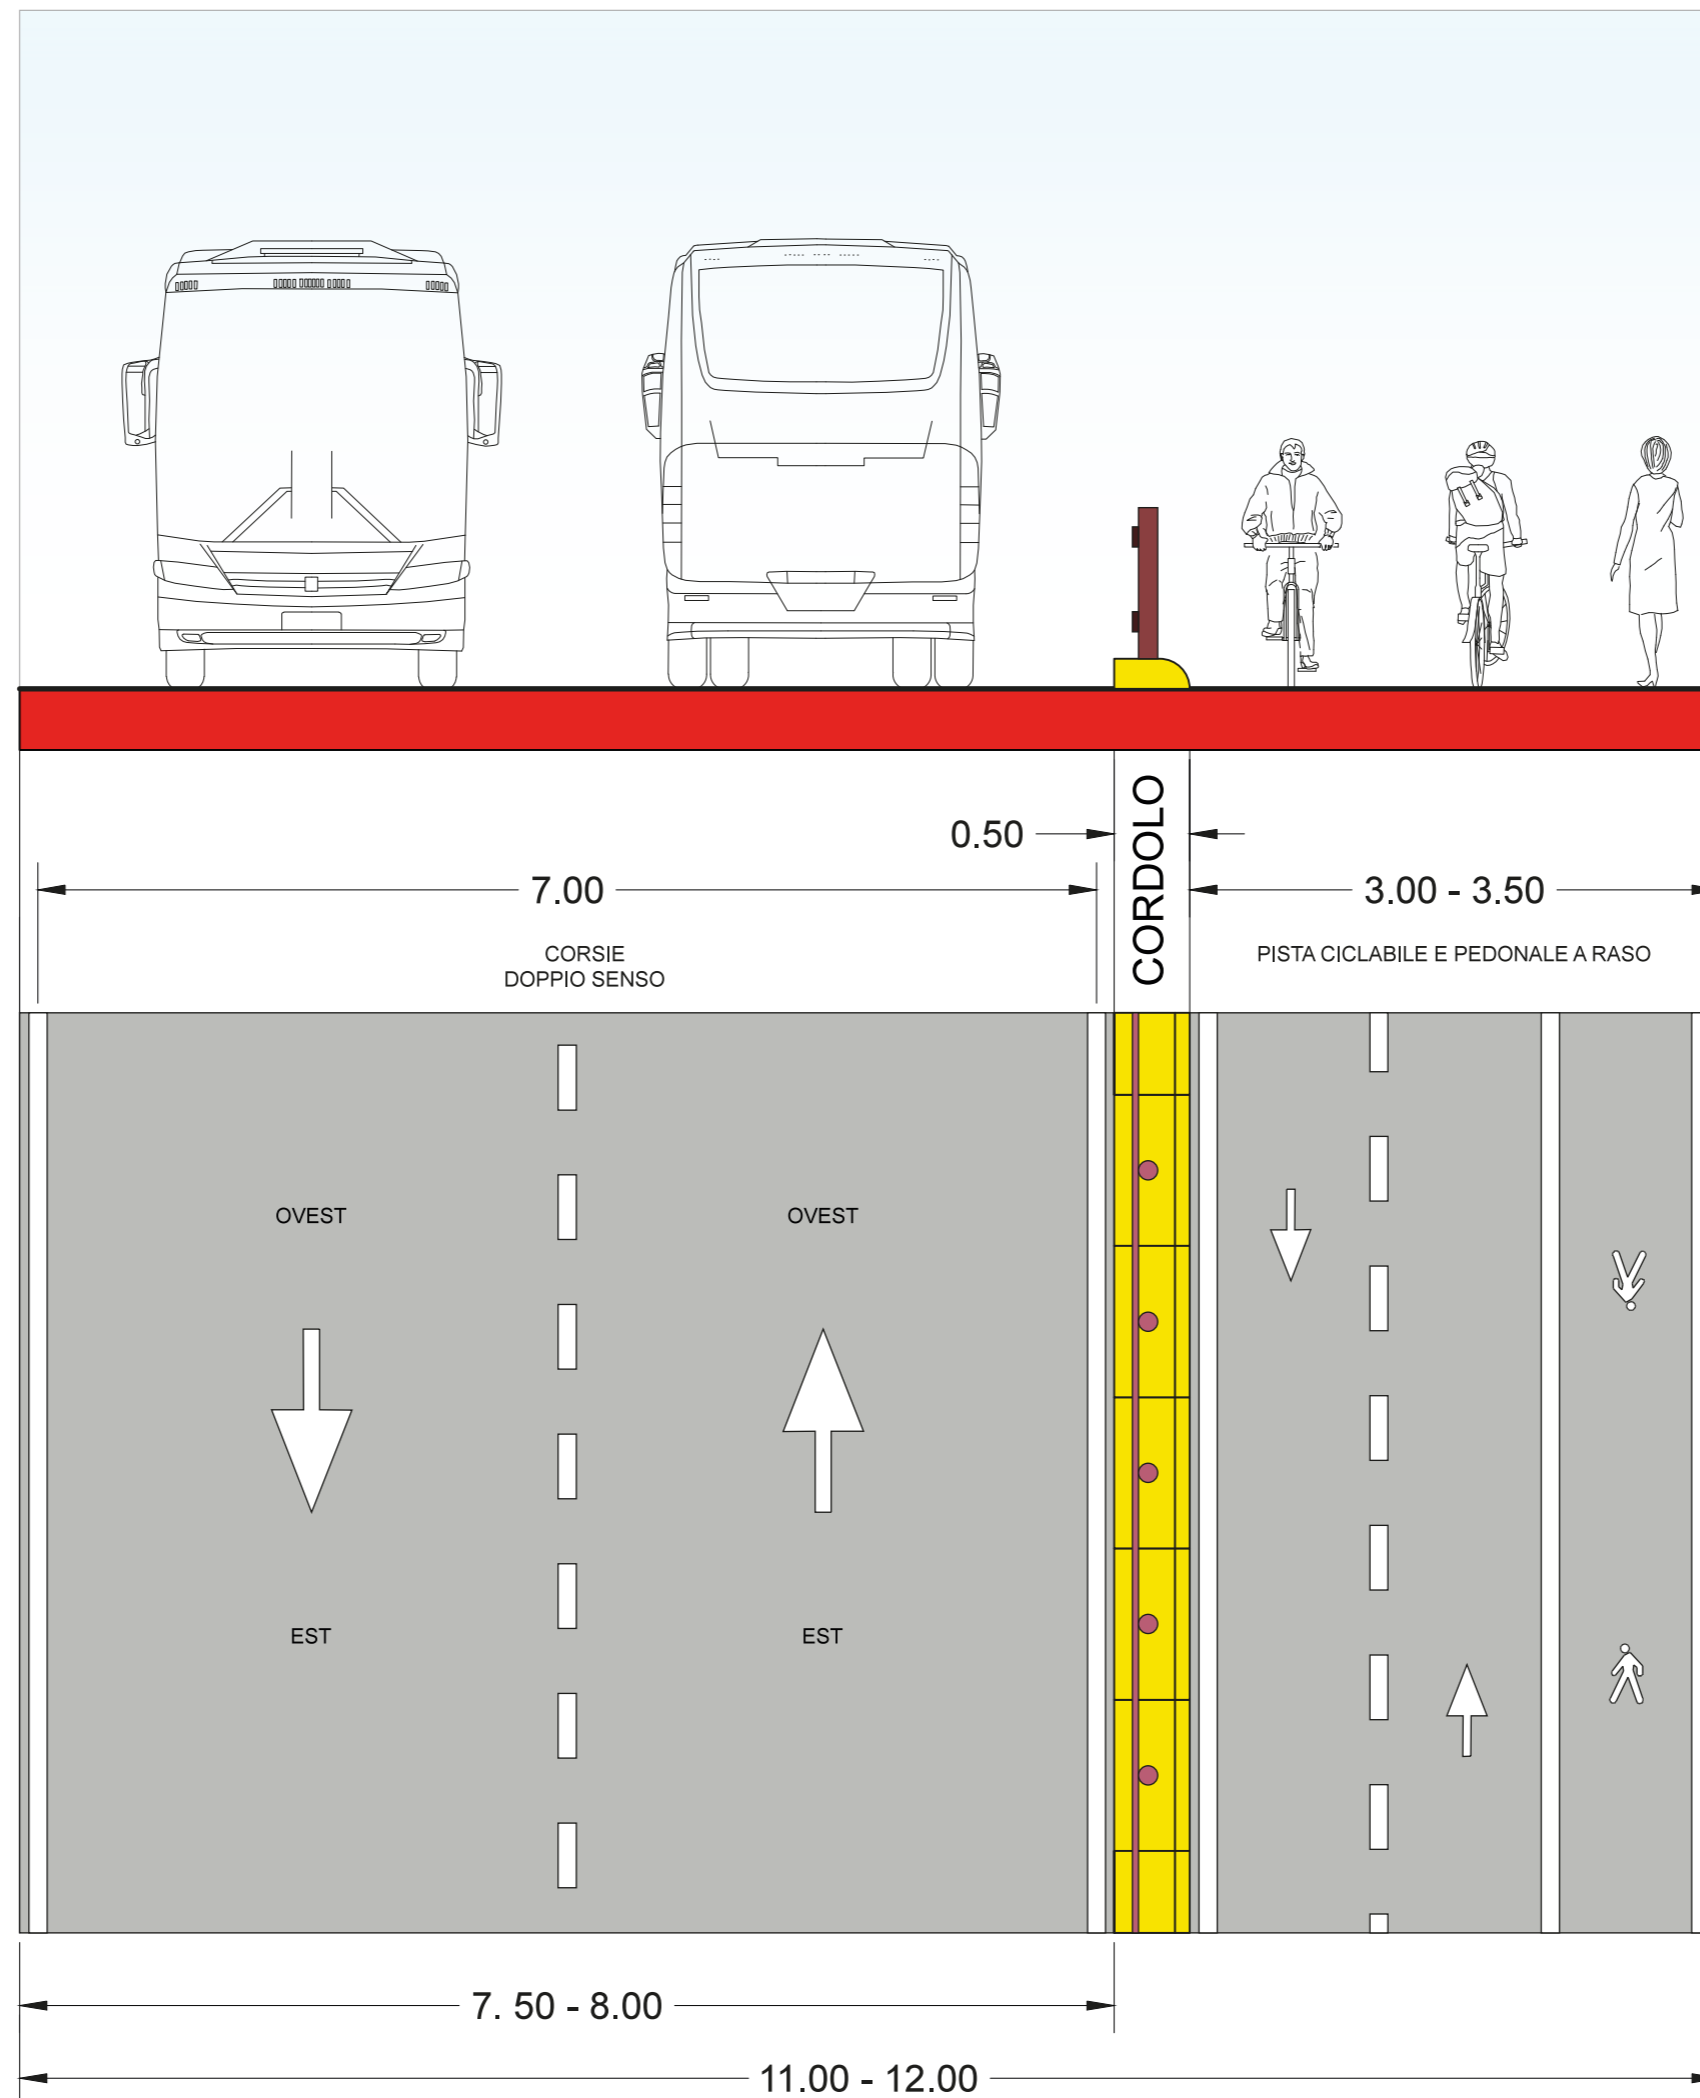 0.50
CORDOLO
7.00
3.00 - 3.50
CORSIE
DOPPIO SENSO
PISTA CICLABILE E PEDONALE A RASO
OVEST
OVEST
EST
EST
7. 50 - 8.00
11.00 - 12.00